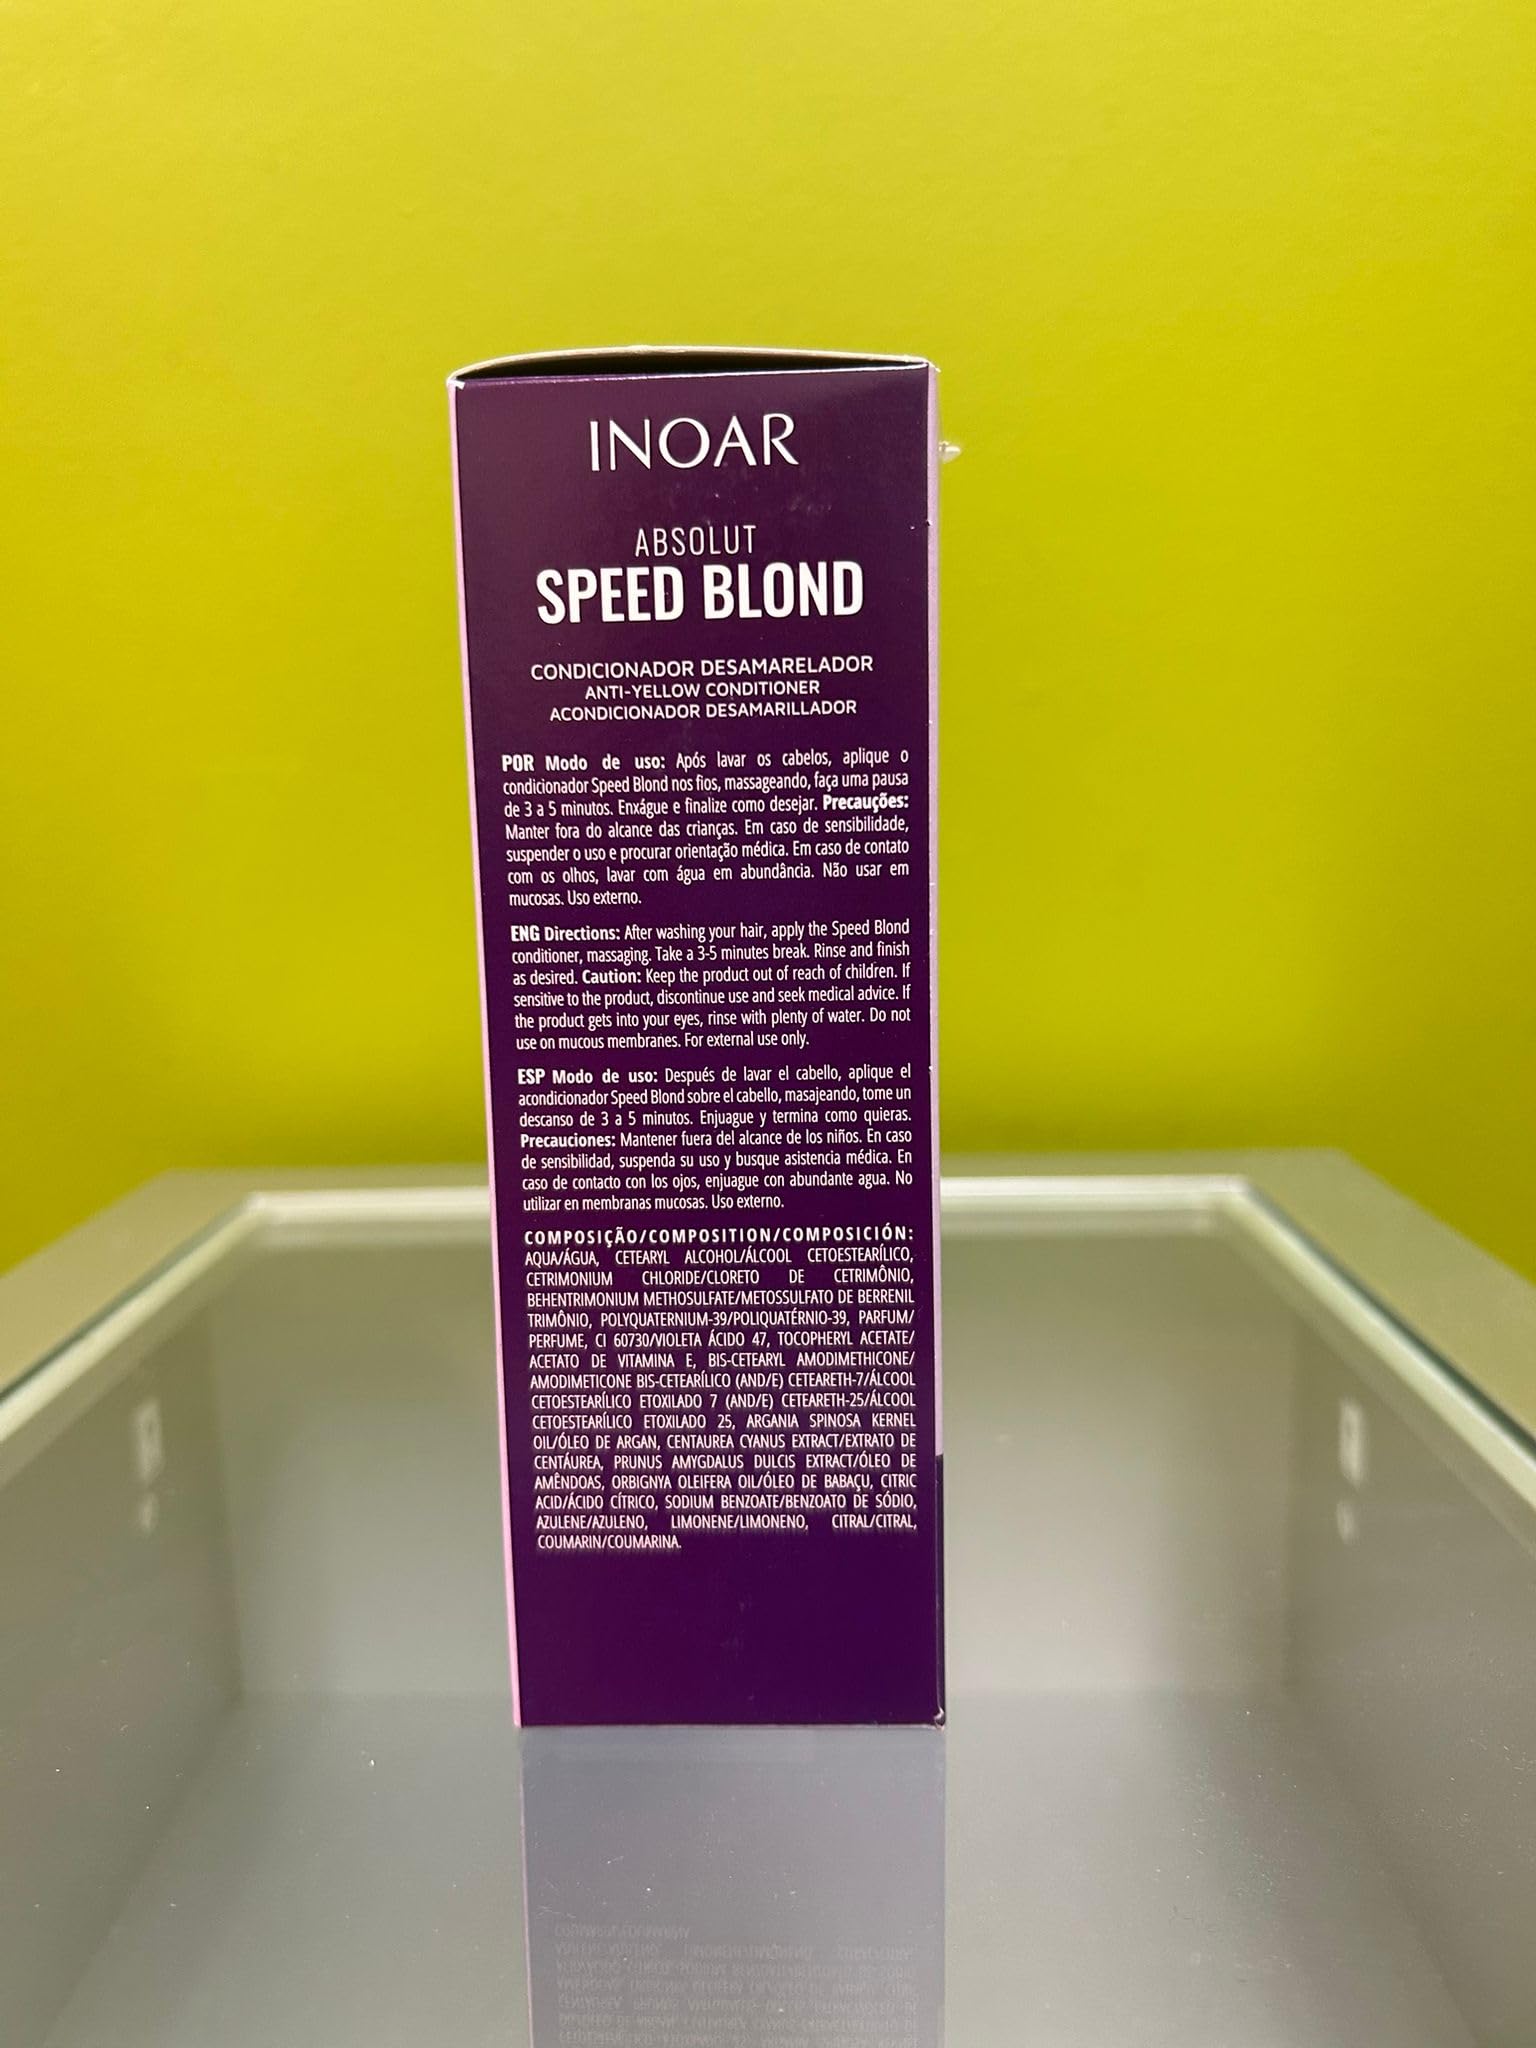 INOAR
ABSOLUT
SPEED BLOND
CONDICIONADOR DESAMARELADOR
ANTI-YELLOW CONDITIONER
ACONDICIONADOR DESAMARILLADOR
POR Modo de uso: Após lavar os cabelos, aplique o
condicionador Speed Blond nos fios, massageando, faça uma pausa
de 3 a 5 minutos. Enxágue e finalize como desejar. Precauções:
Manter fora do alcance das crianças. Em caso de sensibilidade,
suspender o uso e procurar orientação médica. Em caso de contato
com os olhos, lavar com água em abundância. Não usar em
mucosas. Uso externo.
ENG Directions: After washing your hair, apply the Speed Blond
conditioner, massaging. Take a 3-5 minutes break. Rinse and finish
as desired. Caution: Keep the product out of reach of children. If
sensitive to the product, discontinue use and seek medical advice. If
the product gets into your eyes, rinse with plenty of water. Do not
use on mucous membranes. For external use only.
ESP Modo de uso: Después de lavar el cabello, aplique el
acondicionador Speed Blond sobre el cabello, masajeando, tome un
descanso de 3 a 5 minutos. Enjuague y termina como quieras.
Precauciones: Mantener fuera del alcance de los niños. En caso
de sensibilidad, suspenda su uso y busque asistencia médica. En
caso de contacto con los ojos, enjuague con abundante agua. No
utilizar en membranas mucosas. Uso externo.
COMPOSIÇÃO/COMPOSITION/COMPOSICIÓN:
AQUA/ÁGUA, CETEARYL ALCOHOL/ÁLCOOL CETOESTEARÍLICO,
CETRIMONIUM CHLORIDE/CLORETO DE CETRIMÔNIO,
BEHENTRIMONIUM METHOSULFATE/METOSSULFATO DE BERRENIL
TRIMÔNIO, POLYQUATERNIUM-39/POLIQUATÉRNIO-39, PARFUM/
PERFUME, CI 60730/VIOLETA ÁCIDO 47, TOCOPHERYL ACETATE/
ACETATO DE VITAMINA E, BIS-CETEARYL AMODIMETHICONE/
AMODIMETICONE BIS-CETEARÍLICO (AND/E) CETEARETH-7/ÁLCOOL
CETOESTEARÍLICO ETOXILADO 7 (AND/E) CETEARETH-25/ÁLCOOL
CETOESTEARÍLICO ETOXILADO 25, ARGANIA SPINOSA KERNEL
OIL/ÓLEO DE ARGAN, CENTAUREA CYANUS EXTRACT/EXTRATO DE
CENTÁUREA, PRUNUS AMYGDALUS DULCIS EXTRACT/ÓLEO DE
AMÊNDOAS, ORBIGNYA OLEIFERA OIL/ÓLEO DE BABAÇU, CITRIC
ACID/ÁCIDO CÍTRICO, SODIUM BENZOATE/BENZOATO DE SÓDIO,
AZULENE/AZULENO, LIMONENE/LIMONENO, CITRAL/CITRAL,
COUMARIN/COUMARINA.